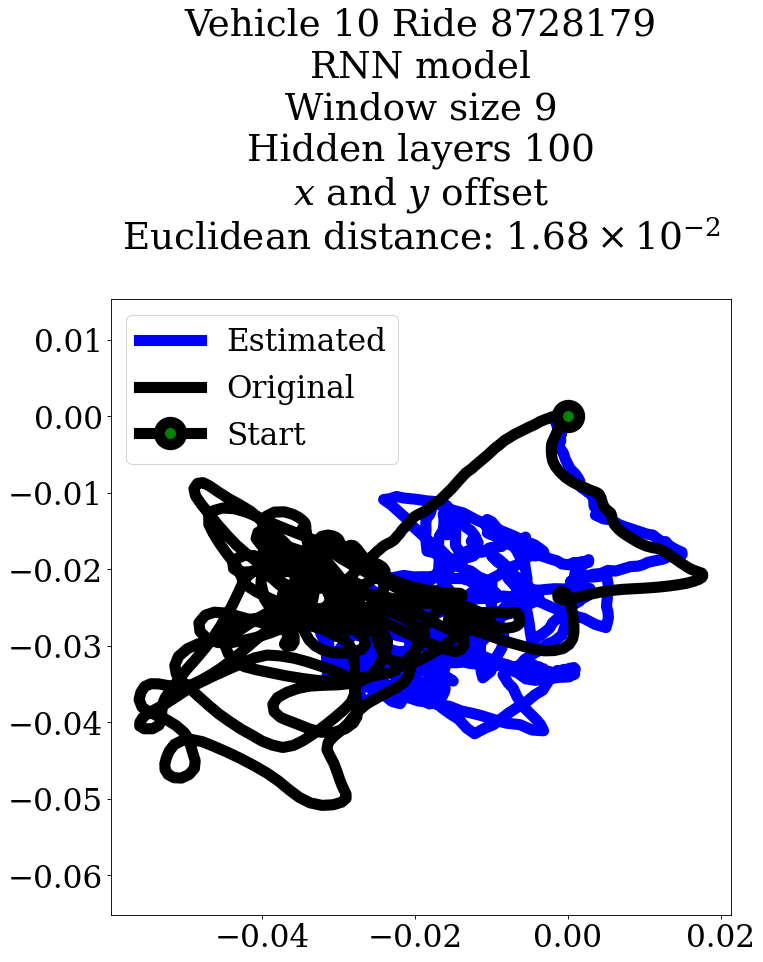 Vehicle 10 Ride 8728179
RNN model
Window size 9
Hidden layers 100
x and y offset
Euclidean distance: 1.68 × 10⁻²
Estimated
Original
Start
0.01
0.00
−0.01
−0.02
−0.03
−0.04
−0.05
−0.06
−0.04 −0.02 0.00 0.02